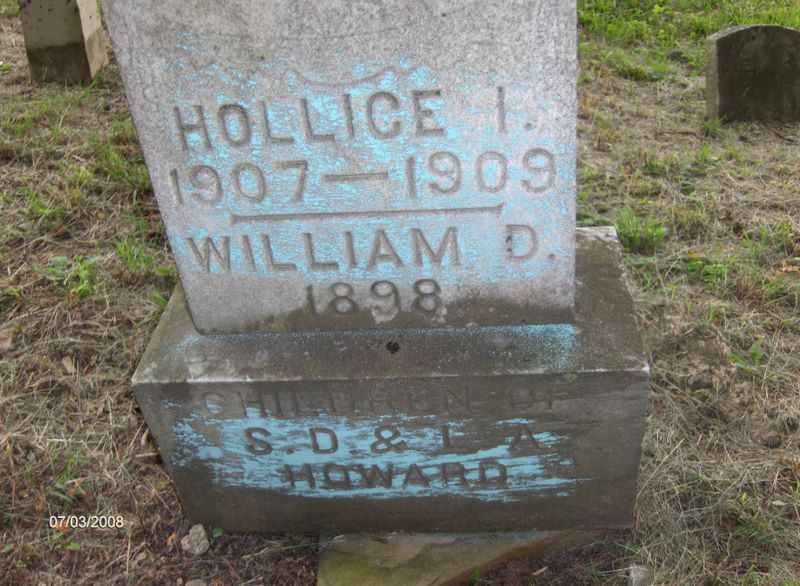 HOLLICE I.
1907—1909
WILLIAM D.
1898
CHILDREN OF
S. D & L A
HOWARD
07/03/2008